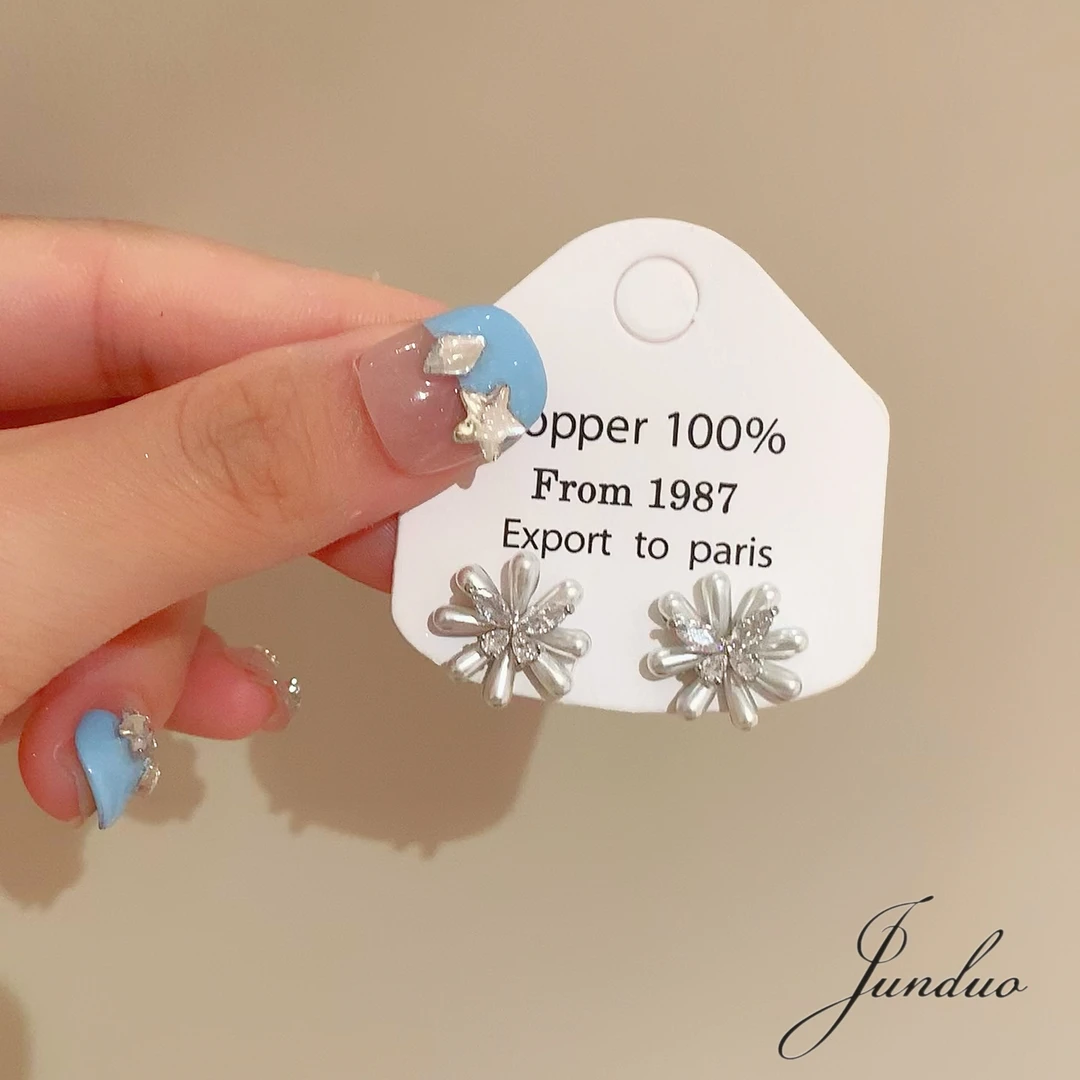 opper 100%
From 1987
Export to paris
Junduo